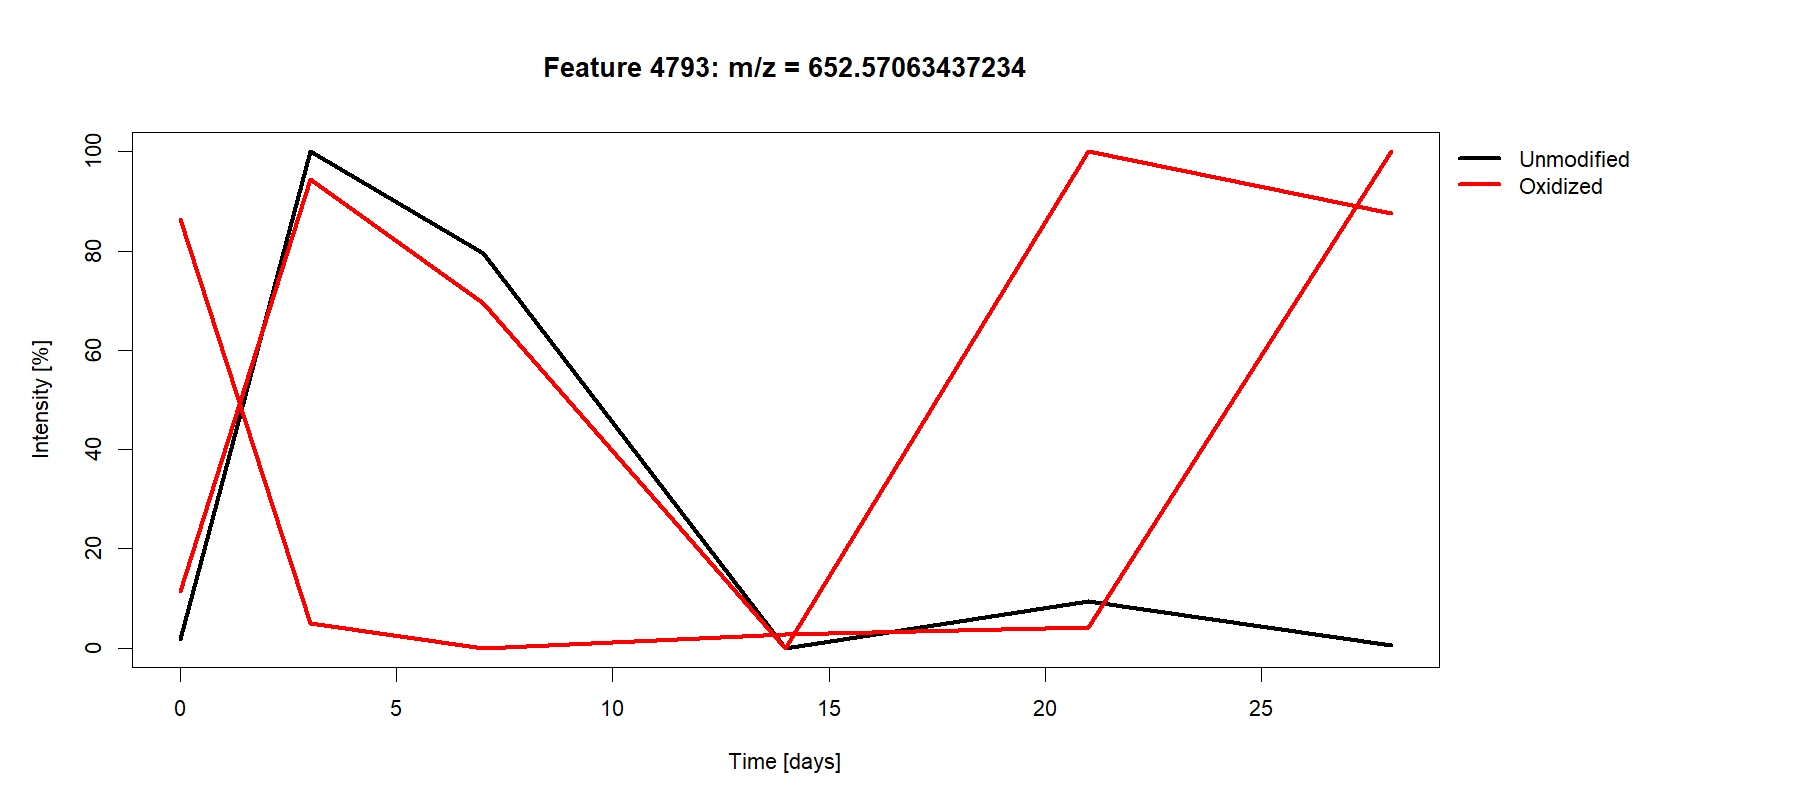 Feature 4793: m/z = 652.57063437234
Unmodified
Oxidized
Intensity [%]
100
80
60
40
20
0
0 5 10 15 20 25
Time [days]